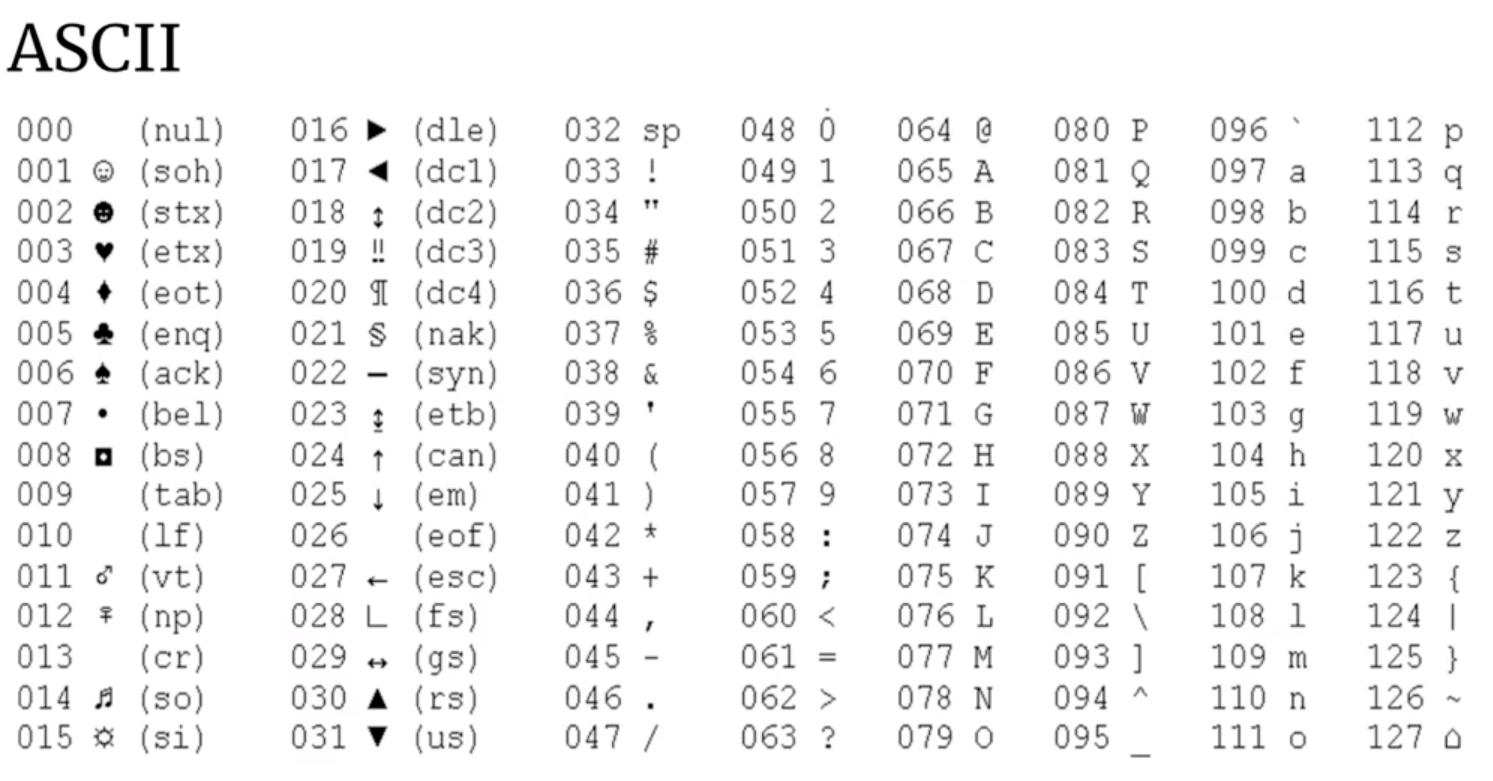 ASCII
000 (nul) 016 ► (dle) 032 sp 048 0 064 @ 080 P 096 ` 112 p
001 ☺ (soh) 017 ◄ (dc1) 033 ! 049 1 065 A 081 Q 097 a 113 q
002 ☻ (stx) 018 ↕ (dc2) 034 " 050 2 066 B 082 R 098 b 114 r
003 ♥ (etx) 019 ‼ (dc3) 035 # 051 3 067 C 083 S 099 c 115 s
004 ♦ (eot) 020 ¶ (dc4) 036 $ 052 4 068 D 084 T 100 d 116 t
005 ♣ (enq) 021 § (nak) 037 % 053 5 069 E 085 U 101 e 117 u
006 ♠ (ack) 022 ▬ (syn) 038 & 054 6 070 F 086 V 102 f 118 v
007 • (bel) 023 ↨ (etb) 039 ' 055 7 071 G 087 W 103 g 119 w
008 ◘ (bs) 024 ↑ (can) 040 ( 056 8 072 H 088 X 104 h 120 x
009 (tab) 025 ↓ (em) 041 ) 057 9 073 I 089 Y 105 i 121 y
010 (lf) 026 (eof) 042 * 058 : 074 J 090 Z 106 j 122 z
011 ♂ (vt) 027 ← (esc) 043 + 059 ; 075 K 091 [ 107 k 123 {
012 ♀ (np) 028 ∟ (fs) 044 , 060 < 076 L 092 \ 108 l 124 |
013 (cr) 029 ↔ (gs) 045 - 061 = 077 M 093 ] 109 m 125 }
014 ♬ (so) 030 ▲ (rs) 046 . 062 > 078 N 094 ^ 110 n 126 ~
015 ☼ (si) 031 ▼ (us) 047 / 063 ? 079 O 095 _ 111 o 127 ⌂